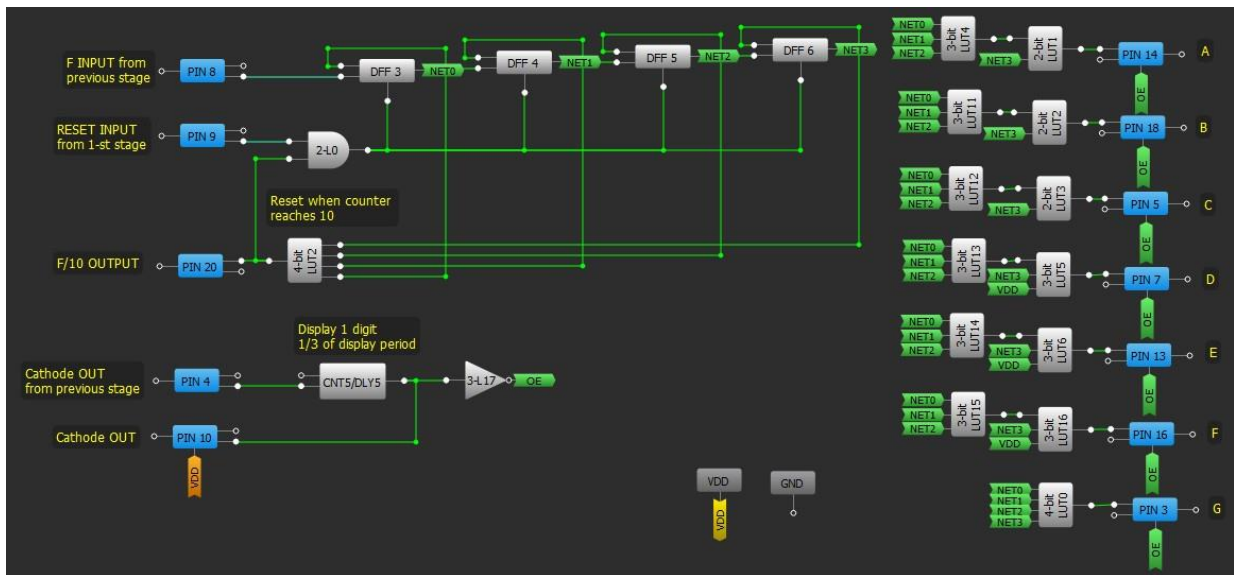 F INPUT from
previous stage
PIN 8
DFF 3
NET0
DFF 4
NET1
DFF 5
NET2
DFF 6
NET3
RESET INPUT
from 1-st stage
PIN 9
2-L0
Reset when counter
reaches 10
F/10 OUTPUT
PIN 20
4-bit
LUT2
Display 1 digit
1/3 of display period
Cathode OUT
from previous stage
PIN 4
CNT5/DLY5
3-L17
OE
Cathode OUT
PIN 10
VDD
VDD
VDD
GND
NET0
NET1
NET2
3-bit
LUT4
NET3
2-bit
LUT1
PIN 14
A
OE
NET0
NET1
NET2
3-bit
LUT11
NET3
2-bit
LUT2
PIN 18
B
OE
NET0
NET1
NET2
3-bit
LUT12
NET3
2-bit
LUT3
PIN 5
C
OE
NET0
NET1
NET2
3-bit
LUT13
NET3
VDD
3-bit
LUT5
PIN 7
D
OE
NET0
NET1
NET2
3-bit
LUT14
NET3
VDD
3-bit
LUT6
PIN 13
E
OE
NET0
NET1
NET2
3-bit
LUT15
NET3
VDD
3-bit
LUT16
PIN 16
F
OE
NET0
NET1
NET2
NET3
4-bit
LUT0
PIN 3
G
OE